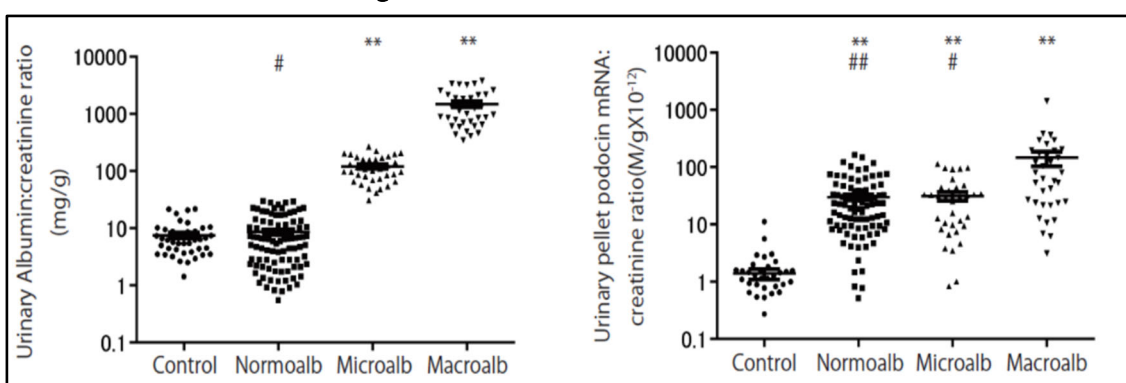 Urinary Albumin:creatinine ratio
(mg/g)
10000
1000
100
10
1
0.1
#
**
**
Control Normoalb Microalb Macroalb
Urinary pellet podocin mRNA:
creatinine ratio(M/gX10⁻¹²)
10000
1000
100
10
1
0.1
** ** **
## #
Control Normoalb Microalb Macroalb